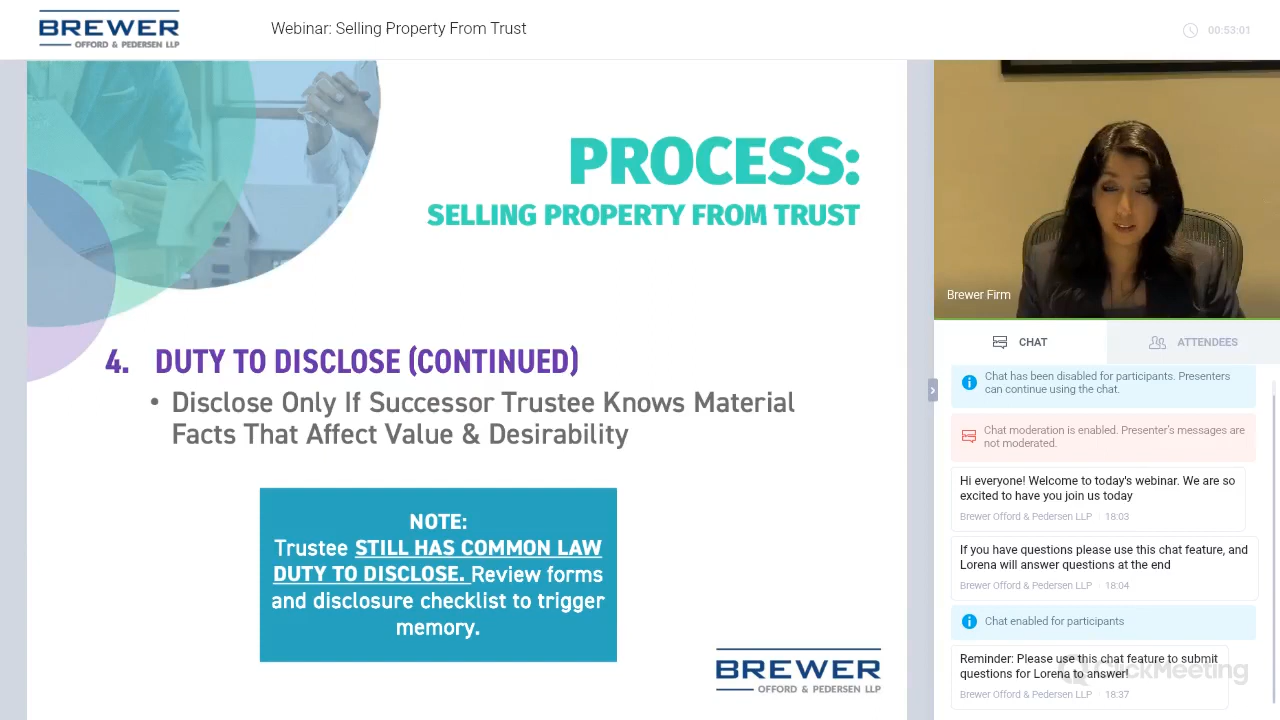 BREWER
OFFORD & PEDERSEN LLP
Webinar: Selling Property From Trust
00:53:01
PROCESS:
SELLING PROPERTY FROM TRUST
4. DUTY TO DISCLOSE (CONTINUED)
• Disclose Only If Successor Trustee Knows Material
Facts That Affect Value & Desirability
NOTE:
Trustee STILL HAS COMMON LAW
DUTY TO DISCLOSE. Review forms
and disclosure checklist to trigger
memory.
BREWER
OFFORD & PEDERSEN LLP
Brewer Firm
CHAT
ATTENDEES
Chat has been disabled for participants. Presenters
can continue using the chat.
Chat moderation is enabled. Presenter's messages are
not moderated.
Hi everyone! Welcome to today's webinar. We are so
excited to have you join us today
Brewer Offord & Pedersen LLP 18:03
If you have questions please use this chat feature, and
Lorena will answer questions at the end
Brewer Offord & Pedersen LLP · 18:04
Chat enabled for participants
Reminder: Please use this chat feature to submit
questions for Lorena to answer!
Brewer Offord & Pedersen LLP · 18:37
ClickMeeting